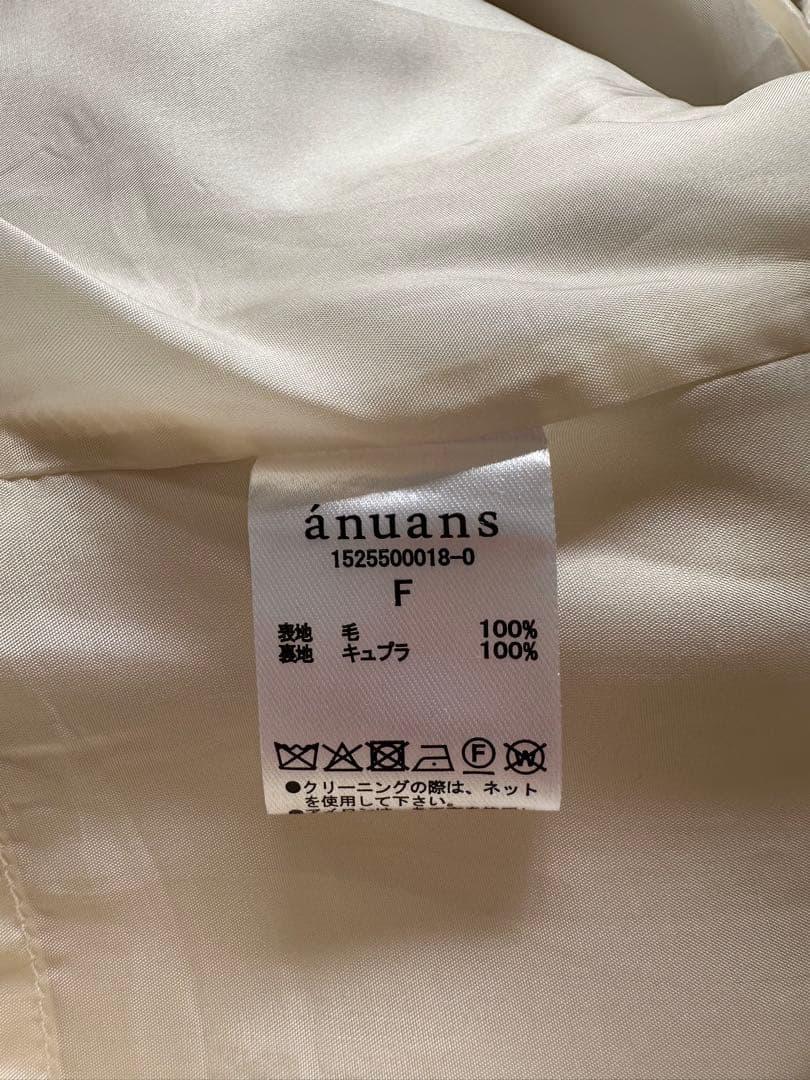 ánuans
1525500018-0
F
表地 毛 100%
裏地 キュプラ 100%
F W
●クリーニングの際は、ネット
を使用して下さい。